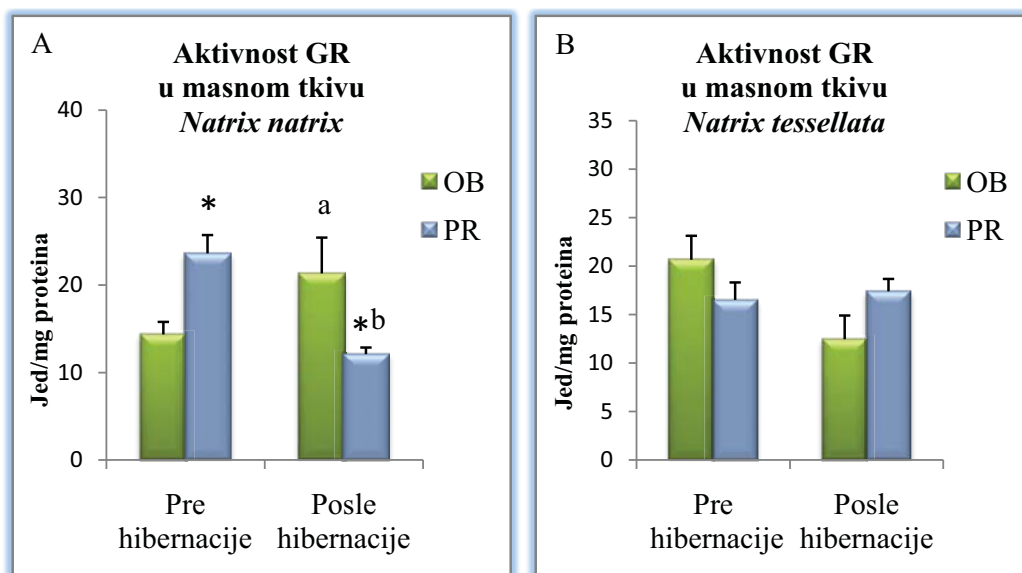 A
Aktivnost GR
u masnom tkivu
Natrix natrix
Jed/mg proteina
40
30
20
10
0
*
a
*b
OB
PR
Pre
hibernacije
Posle
hibernacije
B
Aktivnost GR
u masnom tkivu
Natrix tessellata
Jed/mg proteina
35
30
25
20
15
10
5
0
OB
PR
Pre
hibernacije
Posle
hibernacije